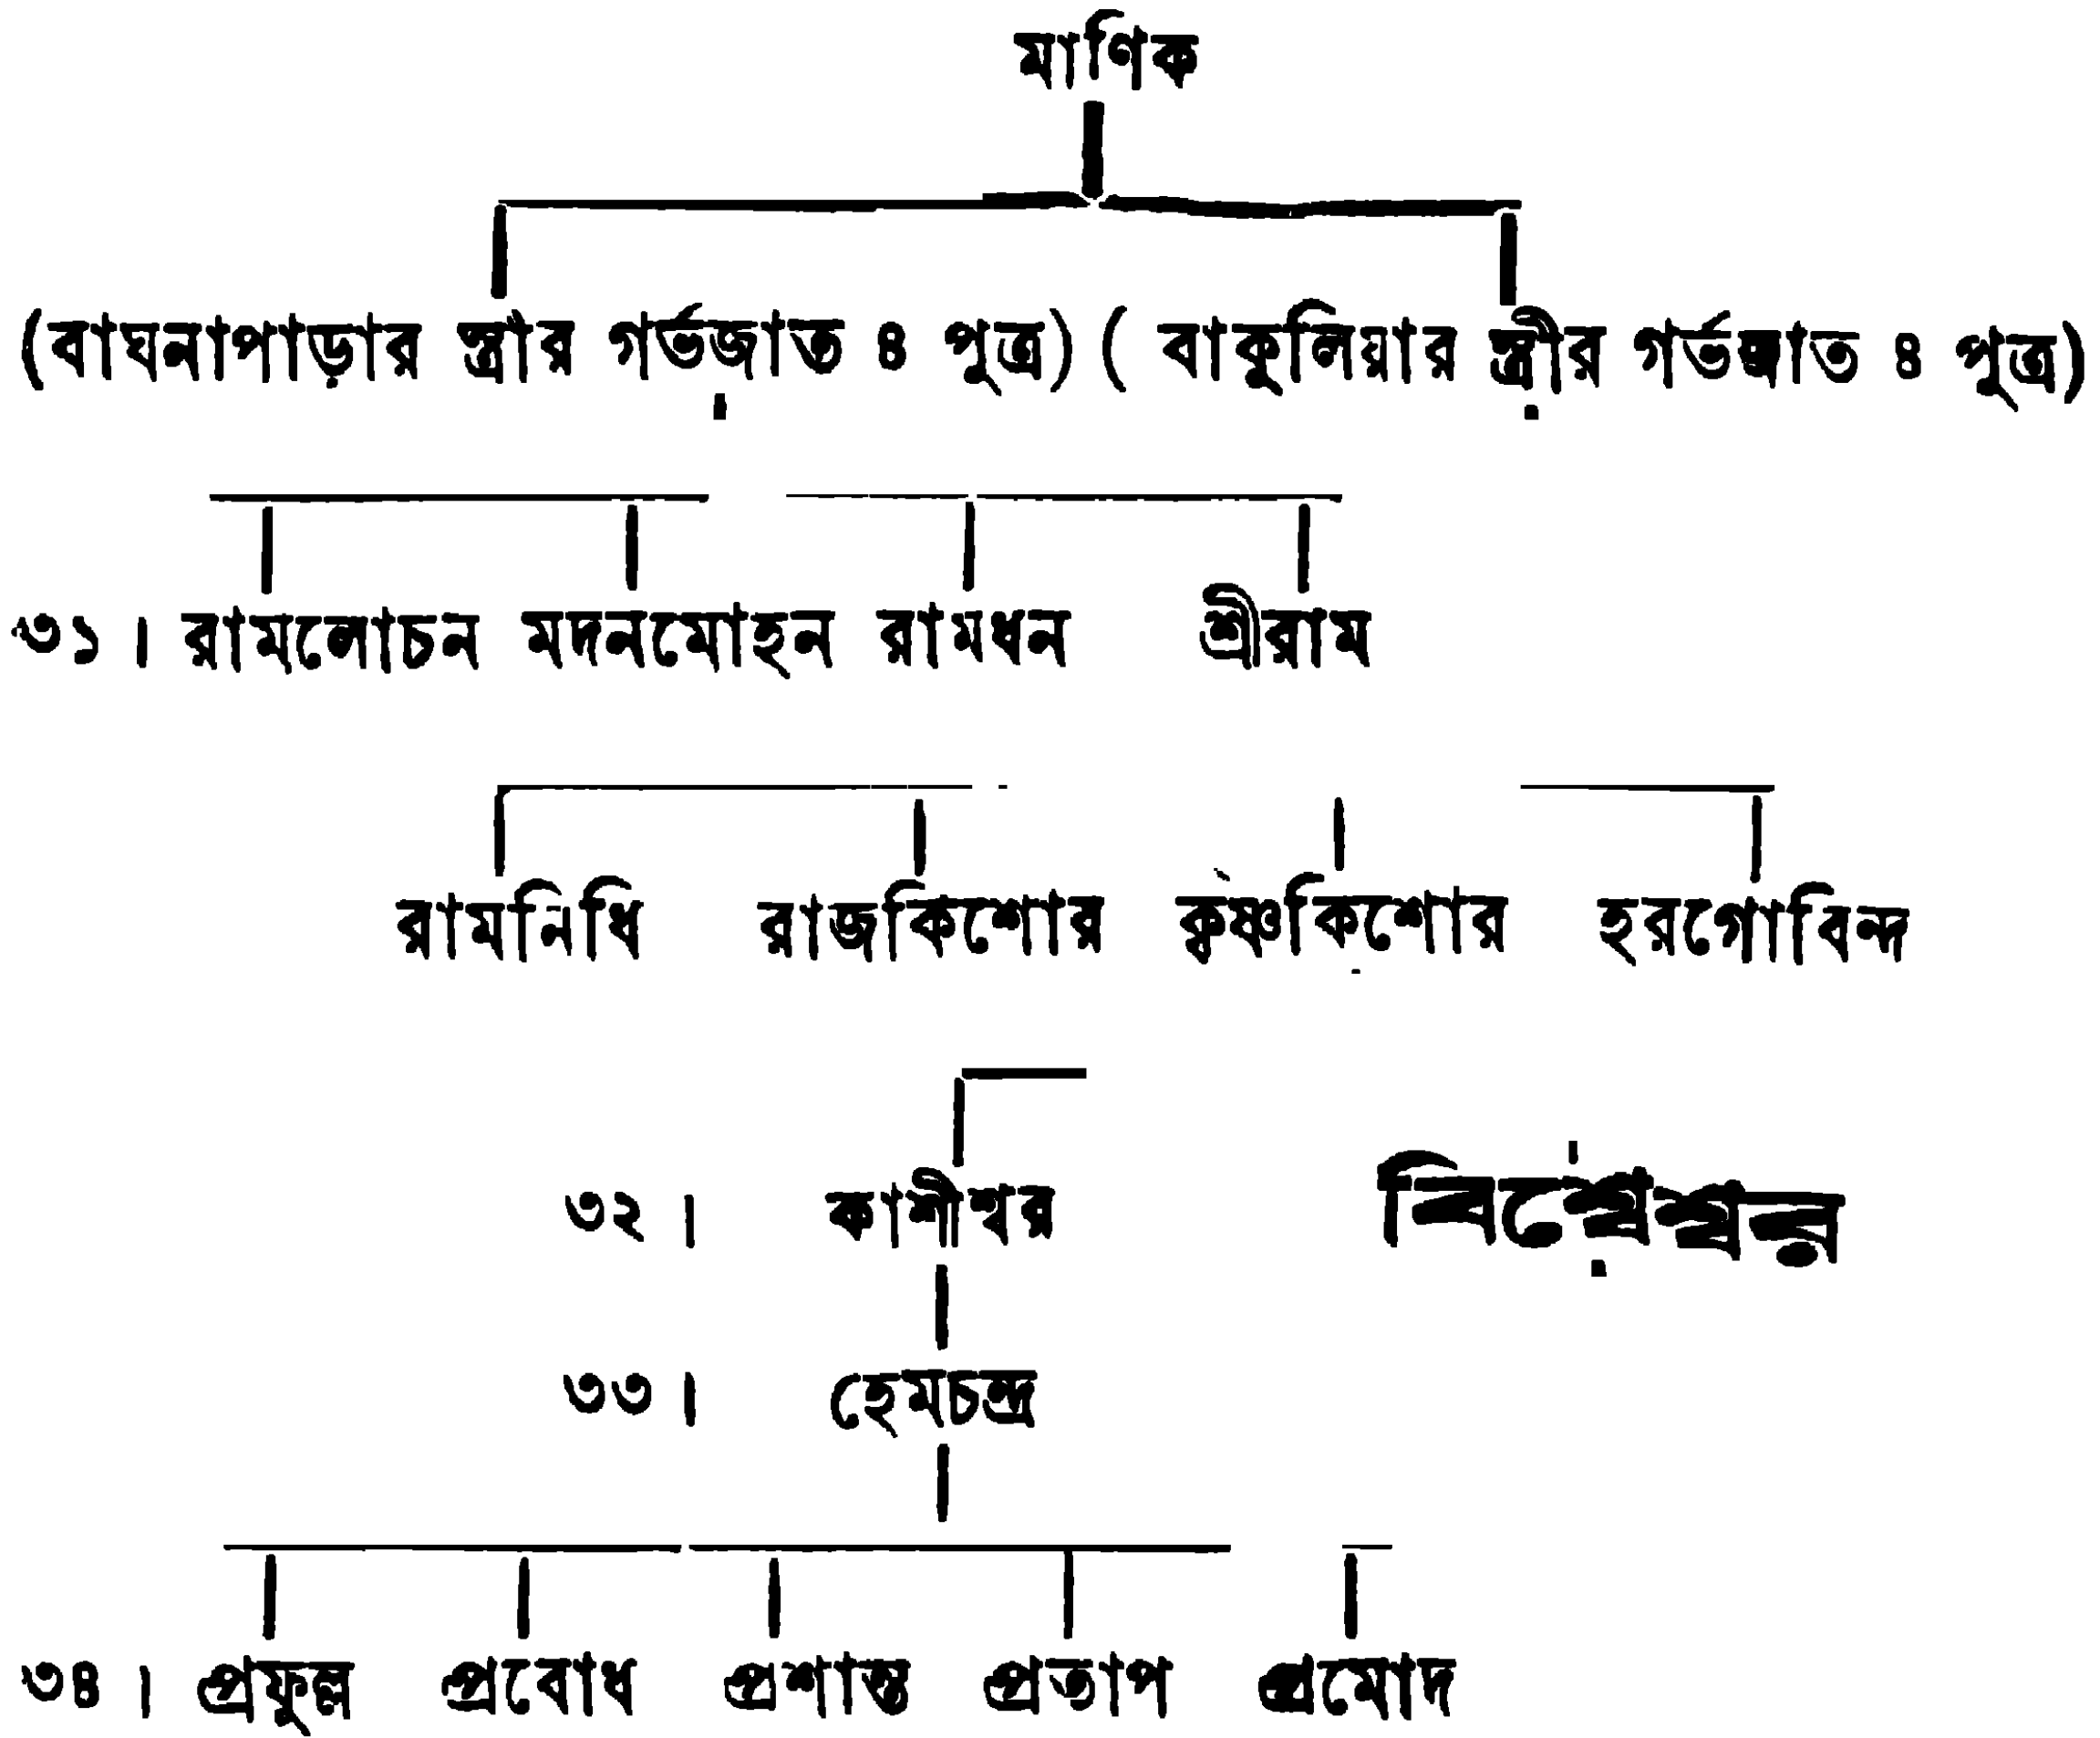 মাণিক
(বাঘনাপাড়ার স্ত্রীর গর্ভজাত ৪ পুত্র) ( বাকুলিয়ার স্ত্রীর গর্ভজাত ৪ পুত্র)
৩১। রামলোচন মদনমোহন রামধন শ্রীরাম
রামনিধি রাজকিশোর কৃষ্ণকিশোর হরগোবিন্দ
৩২। কাশীশ্বর
৩৩। হেমচন্দ্র
৩৪। প্রফুল্ল প্রবোধ প্রশান্ত প্রতাপ প্রমোদ